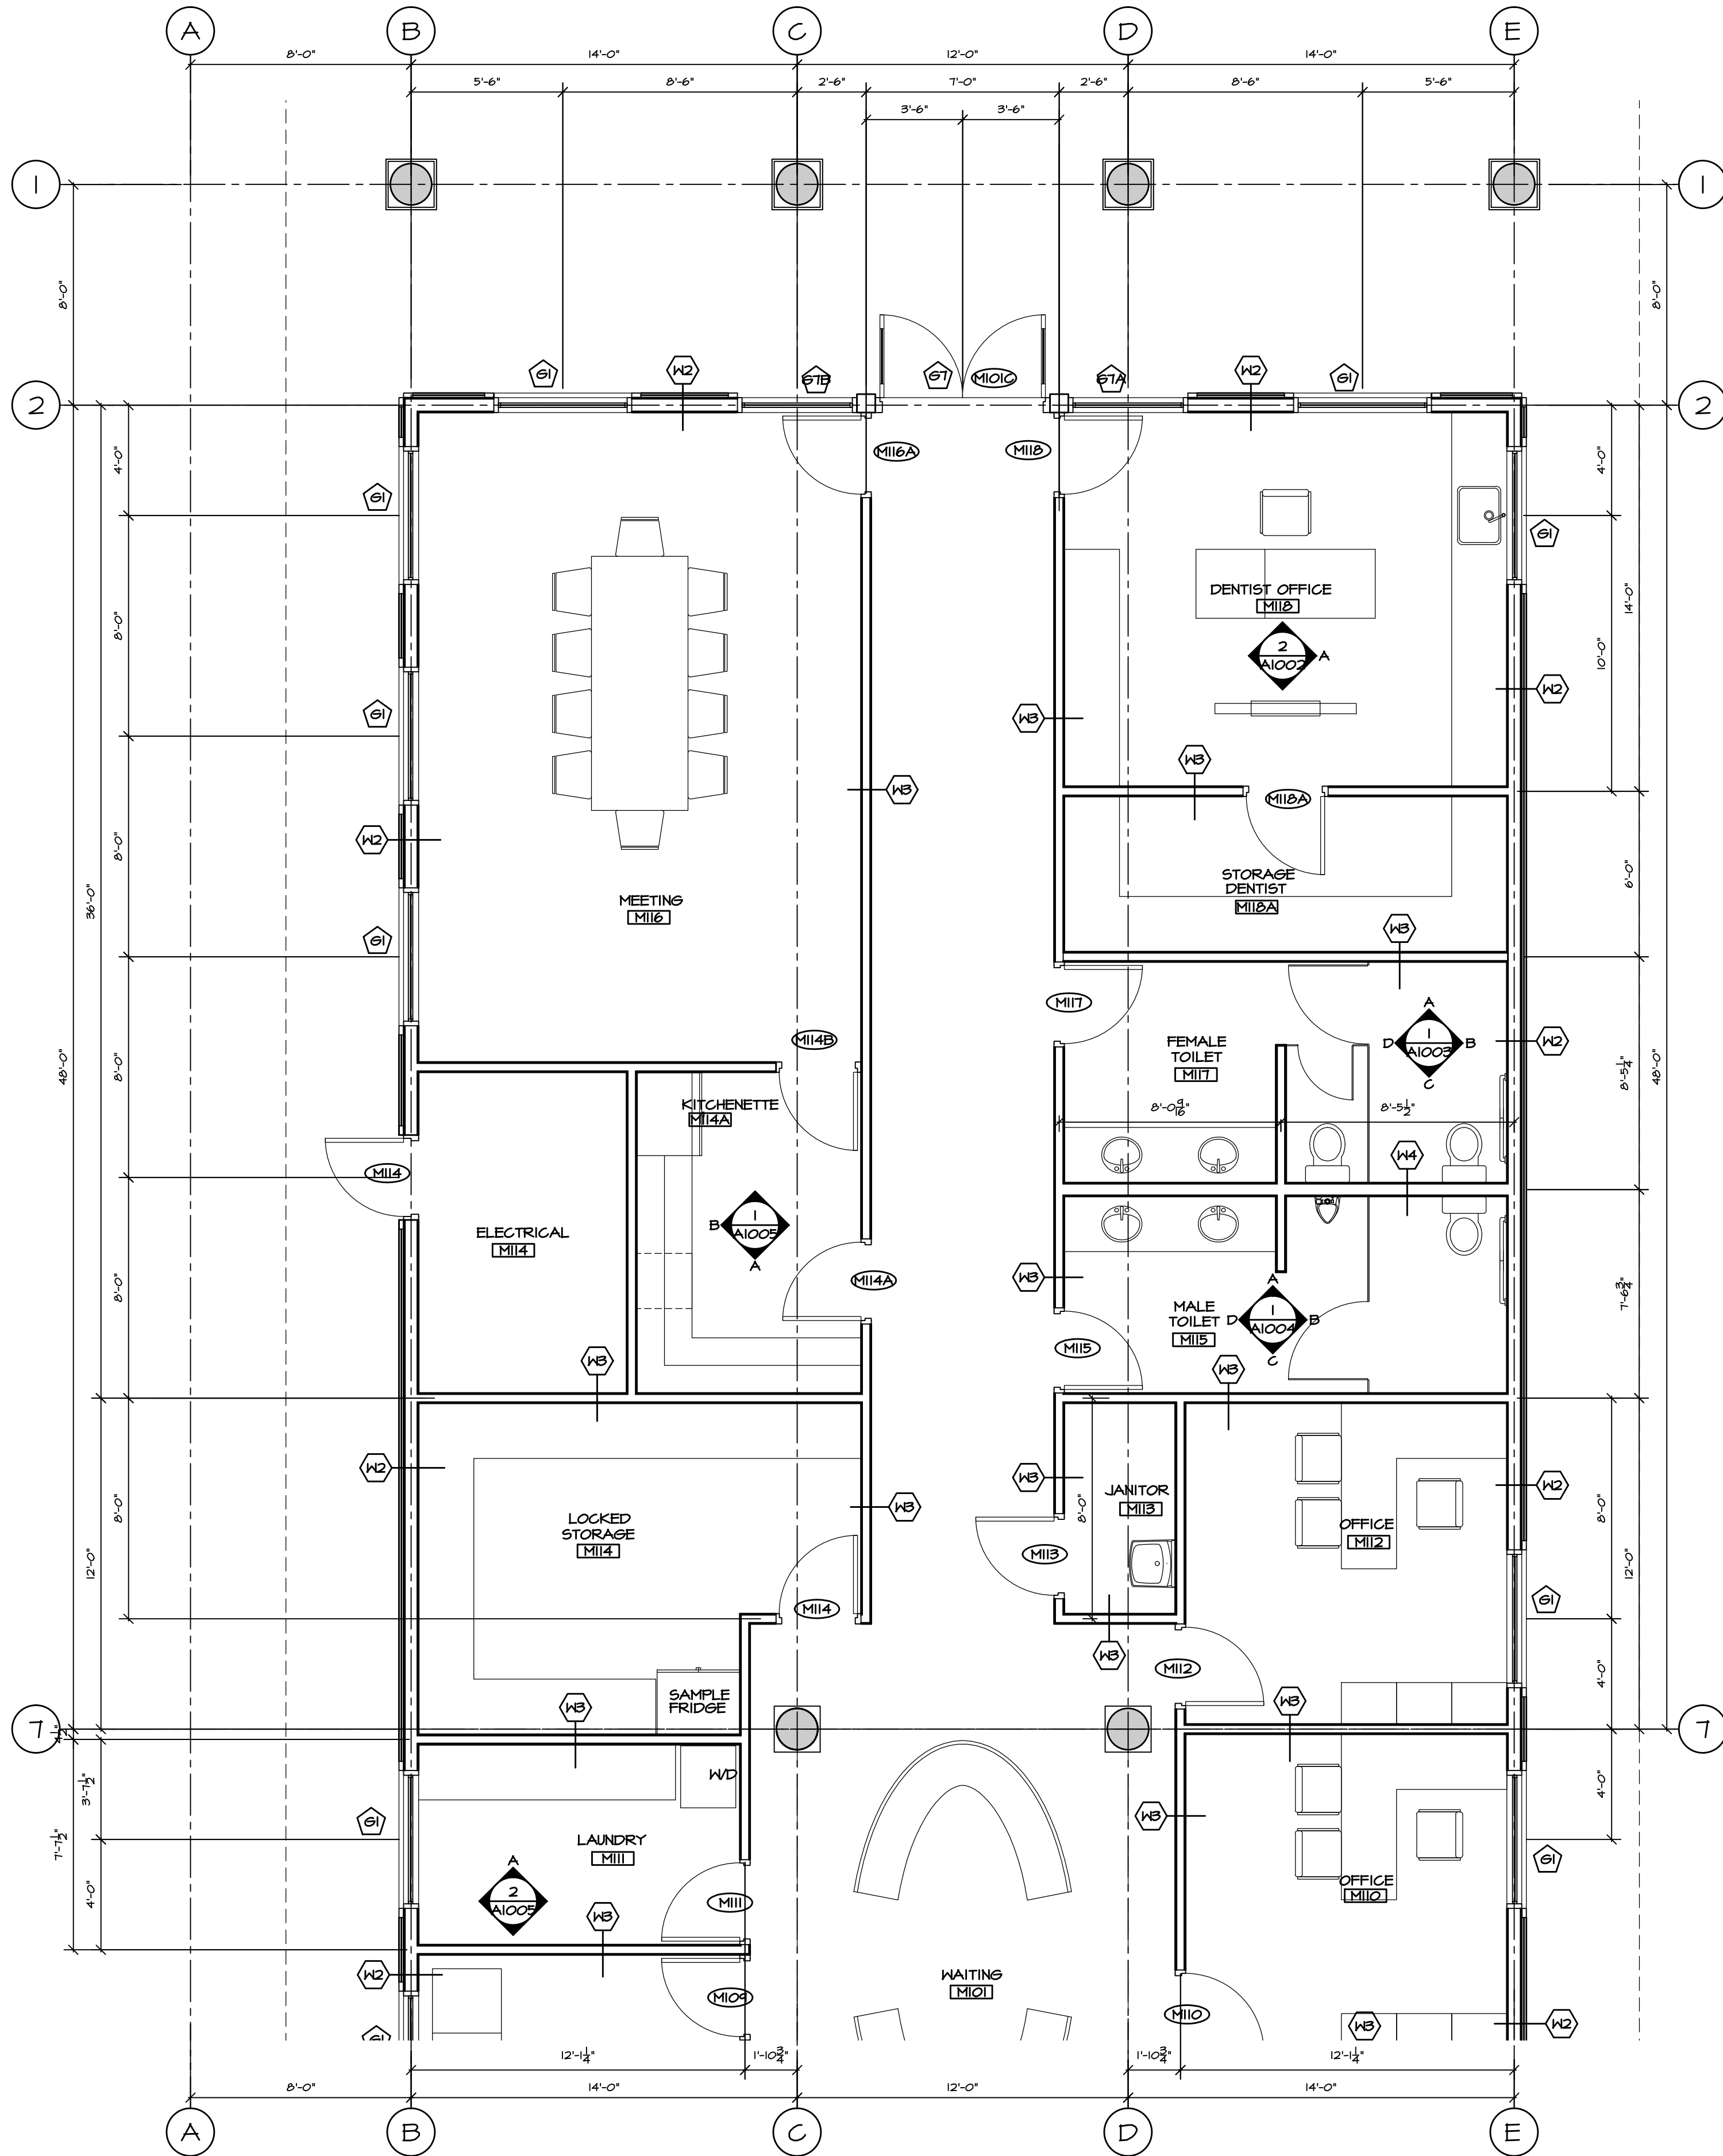 A
B
C
D
E
8'-0"
14'-0"
12'-0"
14'-0"
5'-6"
8'-6"
2'-6"
7'-0"
2'-6"
8'-6"
5'-6"
3'-6"
3'-6"
1
1
8'-0"
8'-0"
G1
W2
G7B
G7
M101C
G7A
W2
G1
2
2
M116A
M118
4'-0"
4'-0"
G1
G1
DENTIST OFFICE
M118
8'-0"
14'-0"
2
A1002
A
10'-0"
W2
G1
W3
W3
W3
M118A
W2
8'-0"
36'-0"
STORAGE
DENTIST
M118A
6'-0"
MEETING
M116
W3
G1
M117
M114B
FEMALE
TOILET
M117
A
D
1
A1003
B
C
W2
48'-0"
8'-0"
8'-5 1/4"
48'-0"
KITCHENETTE
M114A
8'-0 9/16"
8'-5 1/2"
W4
M114
ELECTRICAL
M114
B
1
A1005
A
M114A
W3
8'-0"
7'-6 3/4"
MALE
TOILET
M115
A
D
1
A1004
B
C
M115
W3
W3
W2
W3
JANITOR
M113
8'-0"
W2
8'-0"
8'-0"
LOCKED
STORAGE
M114
W3
OFFICE
M112
12'-0"
12'-0"
M113
G1
M114
W3
M112
4'-0"
SAMPLE
FRIDGE
W3
W3
7
7
4 1/2"
3'-7 1/2"
7'-7 1/2"
W/D
4'-0"
G1
W3
LAUNDRY
M111
G1
OFFICE
M110
4'-0"
A
2
A1005
M111
W3
W2
WAITING
M101
M109
M110
W3
W2
G1
12'-1 1/4"
1'-10 3/4"
1'-10 3/4"
12'-1 1/4"
8'-0"
14'-0"
12'-0"
14'-0"
A
B
C
D
E